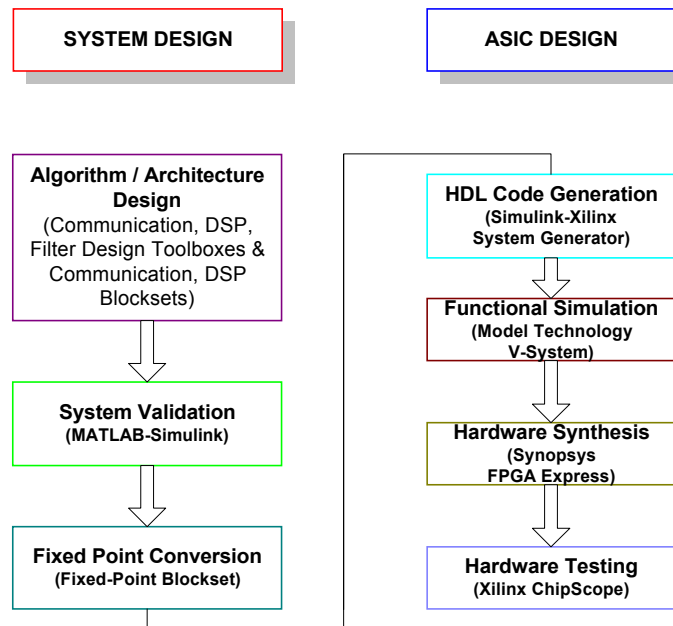 SYSTEM DESIGN
Algorithm / Architecture
Design
(Communication, DSP,
Filter Design Toolboxes &
Communication, DSP
Blocksets)
System Validation
(MATLAB-Simulink)
Fixed Point Conversion
(Fixed-Point Blockset)
ASIC DESIGN
HDL Code Generation
(Simulink-Xilinx
System Generator)
Functional Simulation
(Model Technology
V-System)
Hardware Synthesis
(Synopsys
FPGA Express)
Hardware Testing
(Xilinx ChipScope)